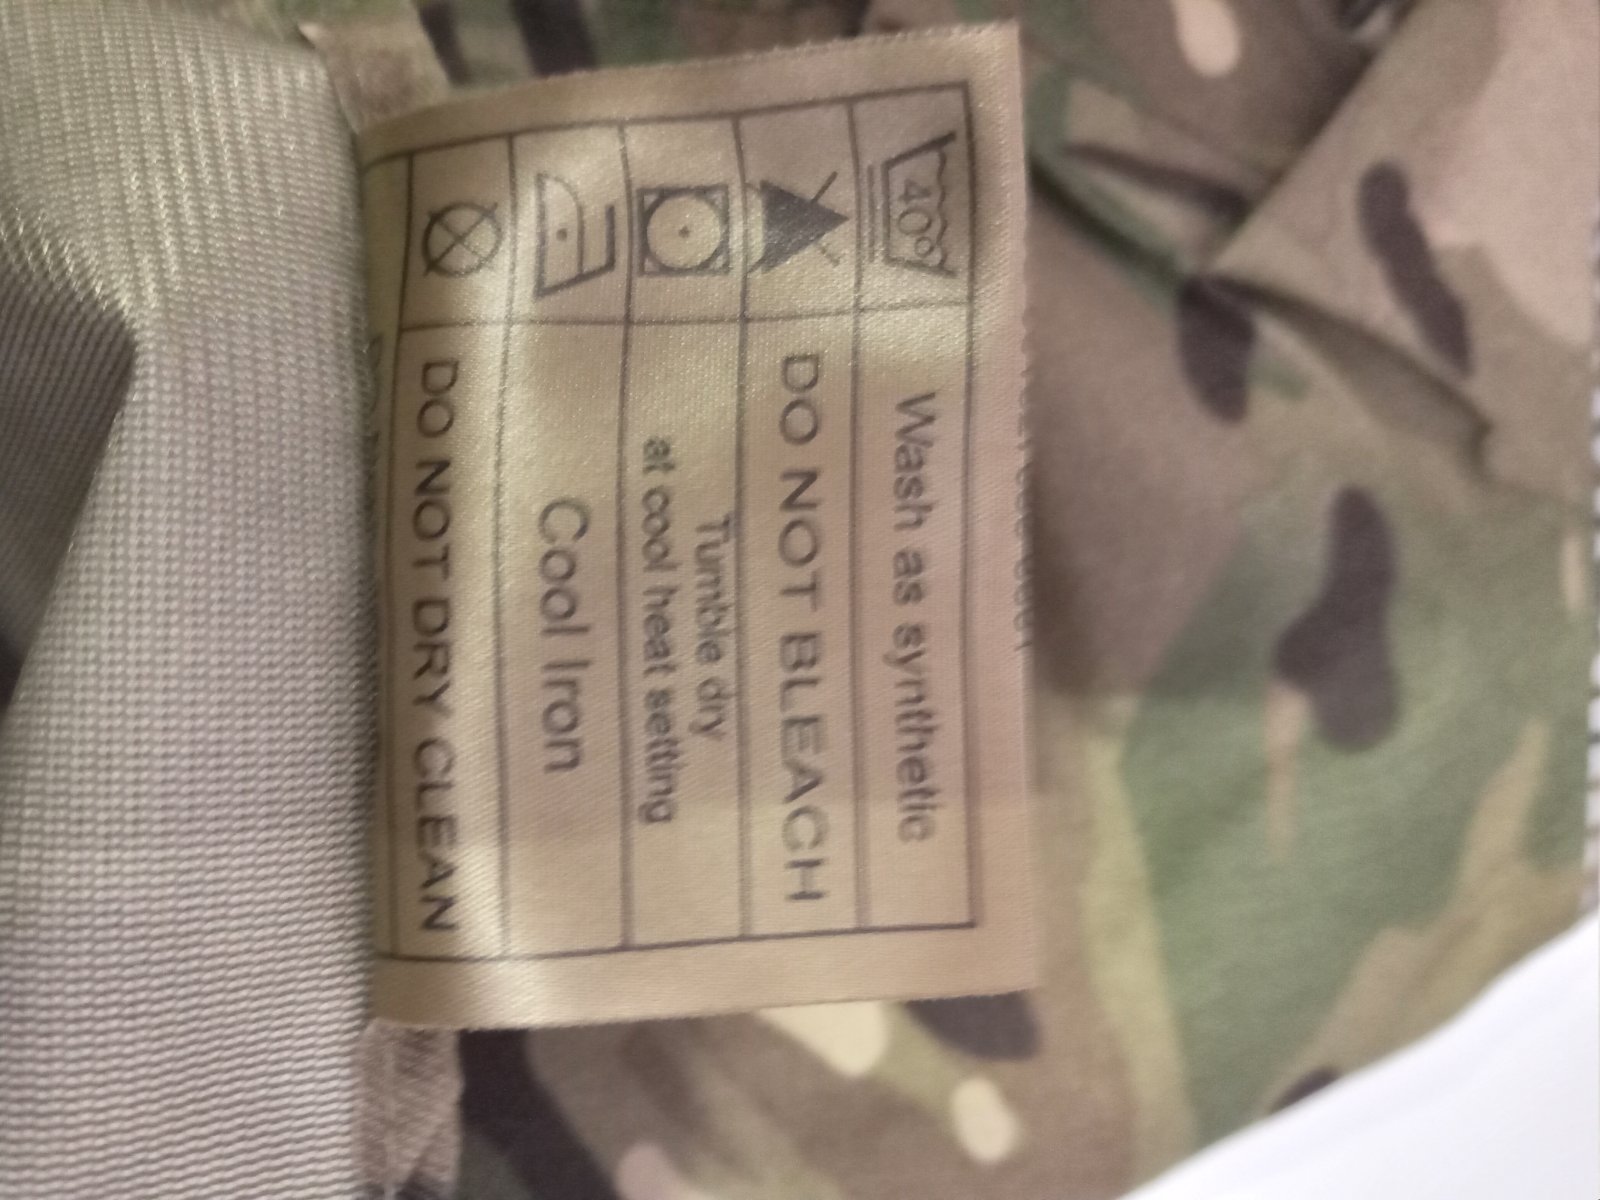 40°
Wash as synthetic
DO NOT BLEACH
Tumble dry
at cool heat setting
Cool Iron
DO NOT DRY CLEAN